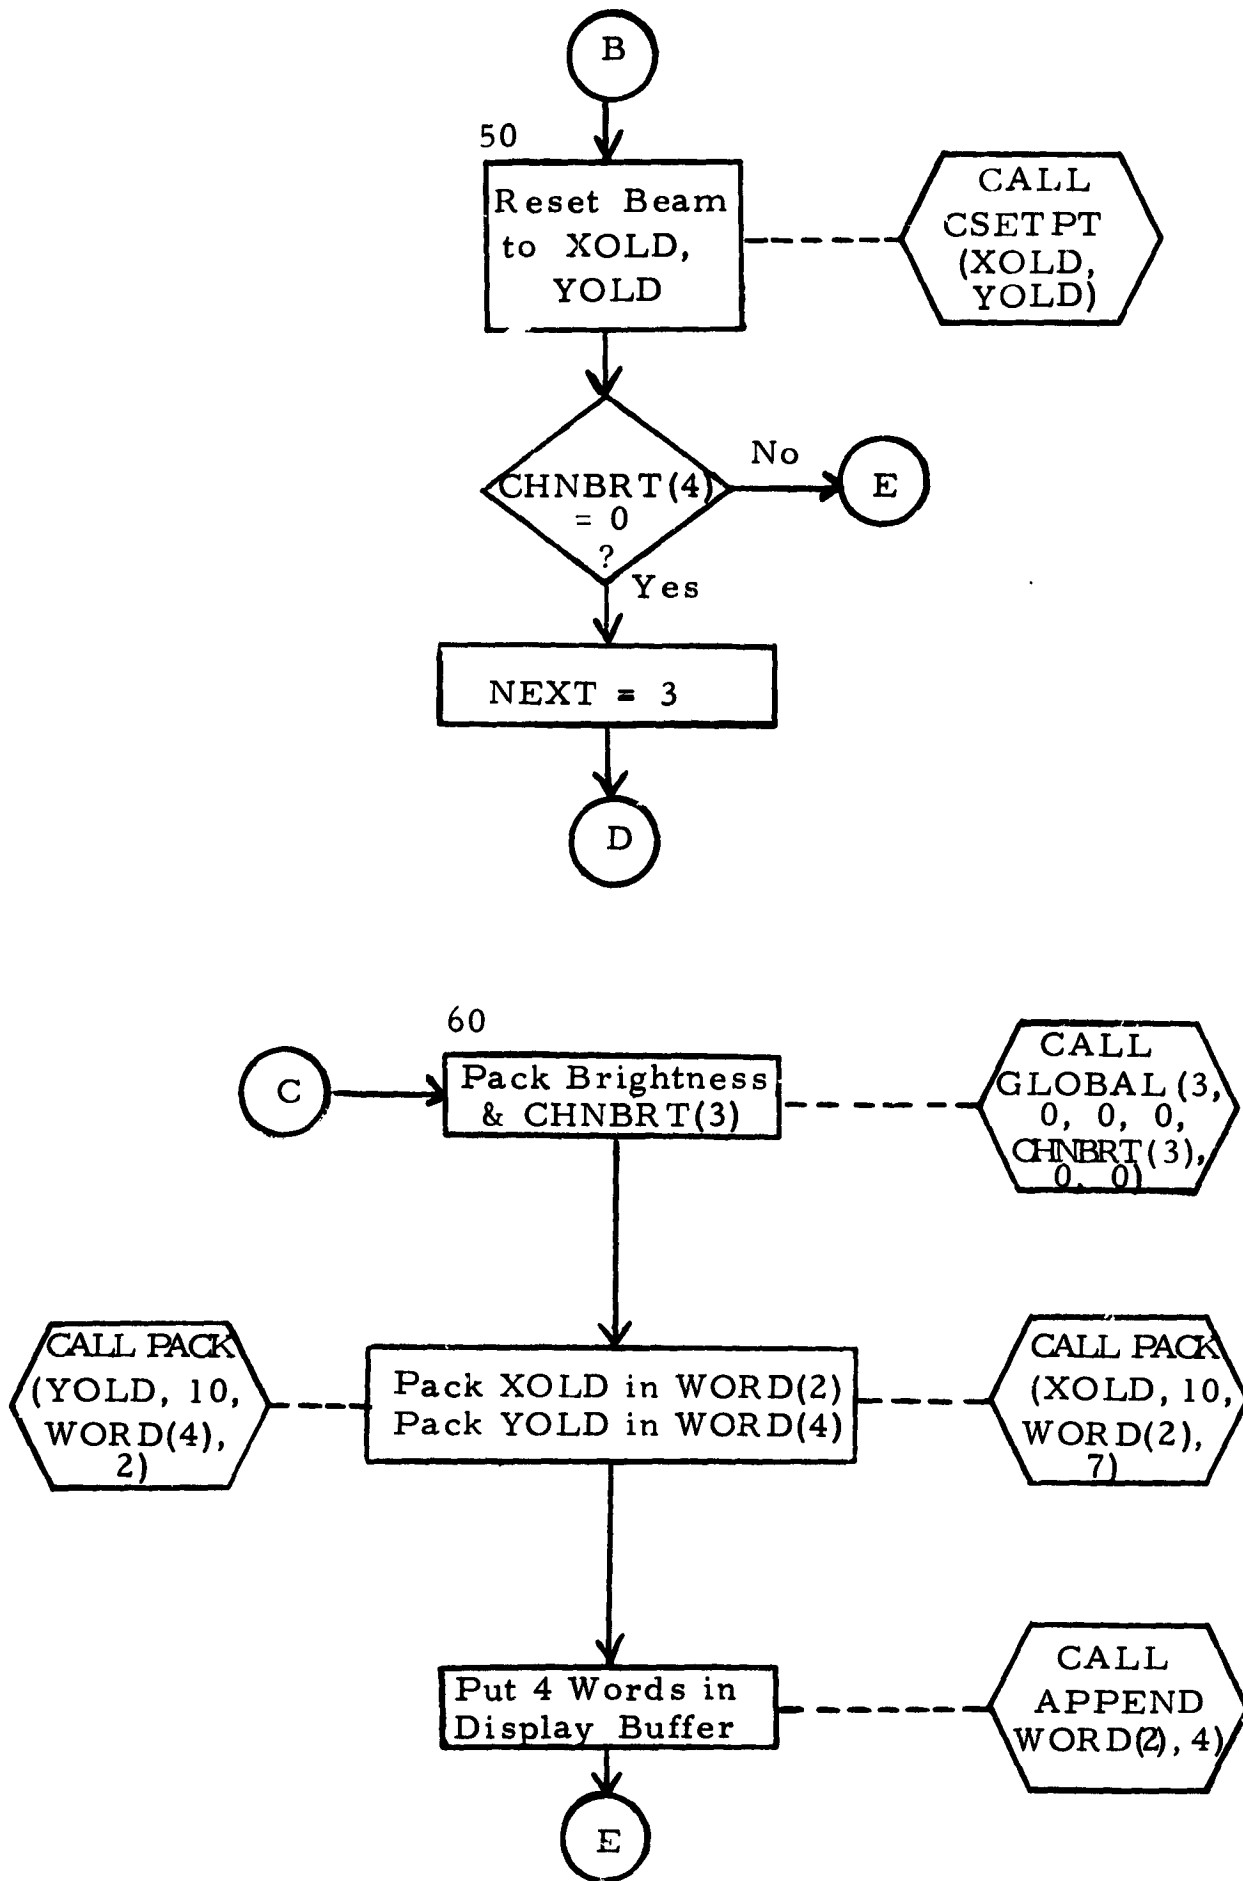 B
50
Reset Beam
to XOLD,
YOLD
CALL
CSETPT
(XOLD,
YOLD)
CHNBRT(4)
= 0
?
No
E
Yes
NEXT = 3
D
60
C
Pack Brightness
& CHNBRT(3)
CALL
GLOBAL(3,
0, 0, 0,
CHNBRT(3),
0, 0)
CALL PACK
(YOLD, 10,
WORD(4),
2)
Pack XOLD in WORD(2)
Pack YOLD in WORD(4)
CALL PACK
(XOLD, 10,
WORD(2),
7)
Put 4 Words in
Display Buffer
CALL
APPEND
WORD(2), 4)
E